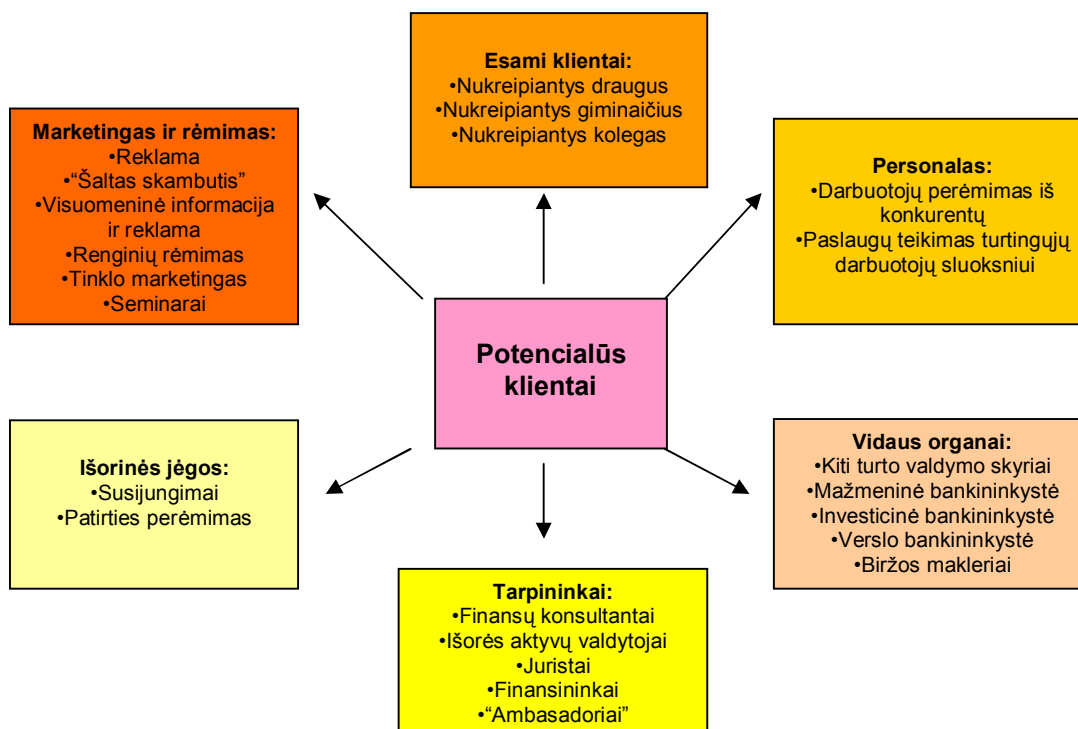 Esami klientai:
•Nukreipiantys draugus
•Nukreipiantys giminaičius
•Nukreipiantys kolegas
Marketingas ir rėmimas:
•Reklama
•“Šaltas skambutis”
•Visuomeninė informacija
ir reklama
•Renginių rėmimas
•Tinklo marketingas
•Seminarai
Personalas:
•Darbuotojų perėmimas iš
konkurentų
•Paslaugų teikimas turtingųjų
darbuotojų sluoksniui
Potencialūs
klientai
Išorinės jėgos:
•Susijungimai
•Patirties perėmimas
Vidaus organai:
•Kiti turto valdymo skyriai
•Mažmeninė bankininkystė
•Investicinė bankininkystė
•Verslo bankininkystė
•Biržos makleriai
Tarpininkai:
•Finansų konsultantai
•Išorės aktyvų valdytojai
•Juristai
•Finansininkai
•“Ambasadoriai”